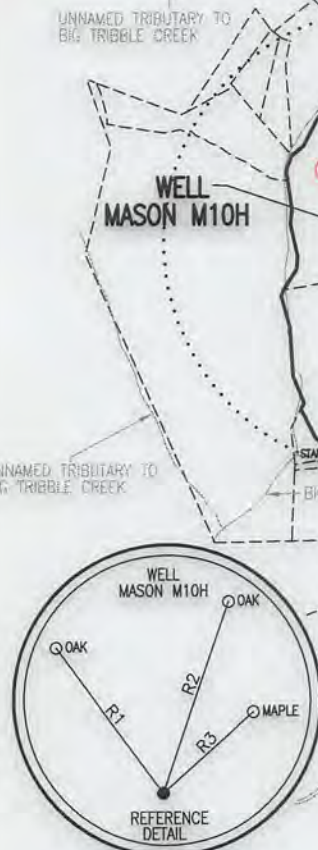 UNNAMED TRIBUTARY TO
BIG TRIBBLE CREEK
WELL
MASON M10H
UNNAMED TRIBUTARY TO
BIG TRIBBLE CREEK
WELL
MASON M10H
OAK
OAK
R1
R2
R3
MAPLE
REFERENCE
DETAIL